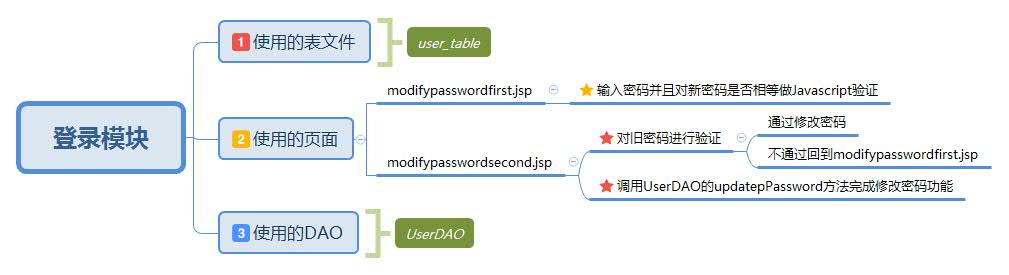 登录模块
1 使用的表文件
user_table
2 使用的页面
modifypasswordfirst.jsp
输入密码并且对新密码是否相等做Javascript验证
modifypasswordsecond.jsp
对旧密码进行验证
通过修改密码
不通过回到modifypasswordfirst.jsp
调用UserDAO的updatepPassword方法完成修改密码功能
3 使用的DAO
UserDAO